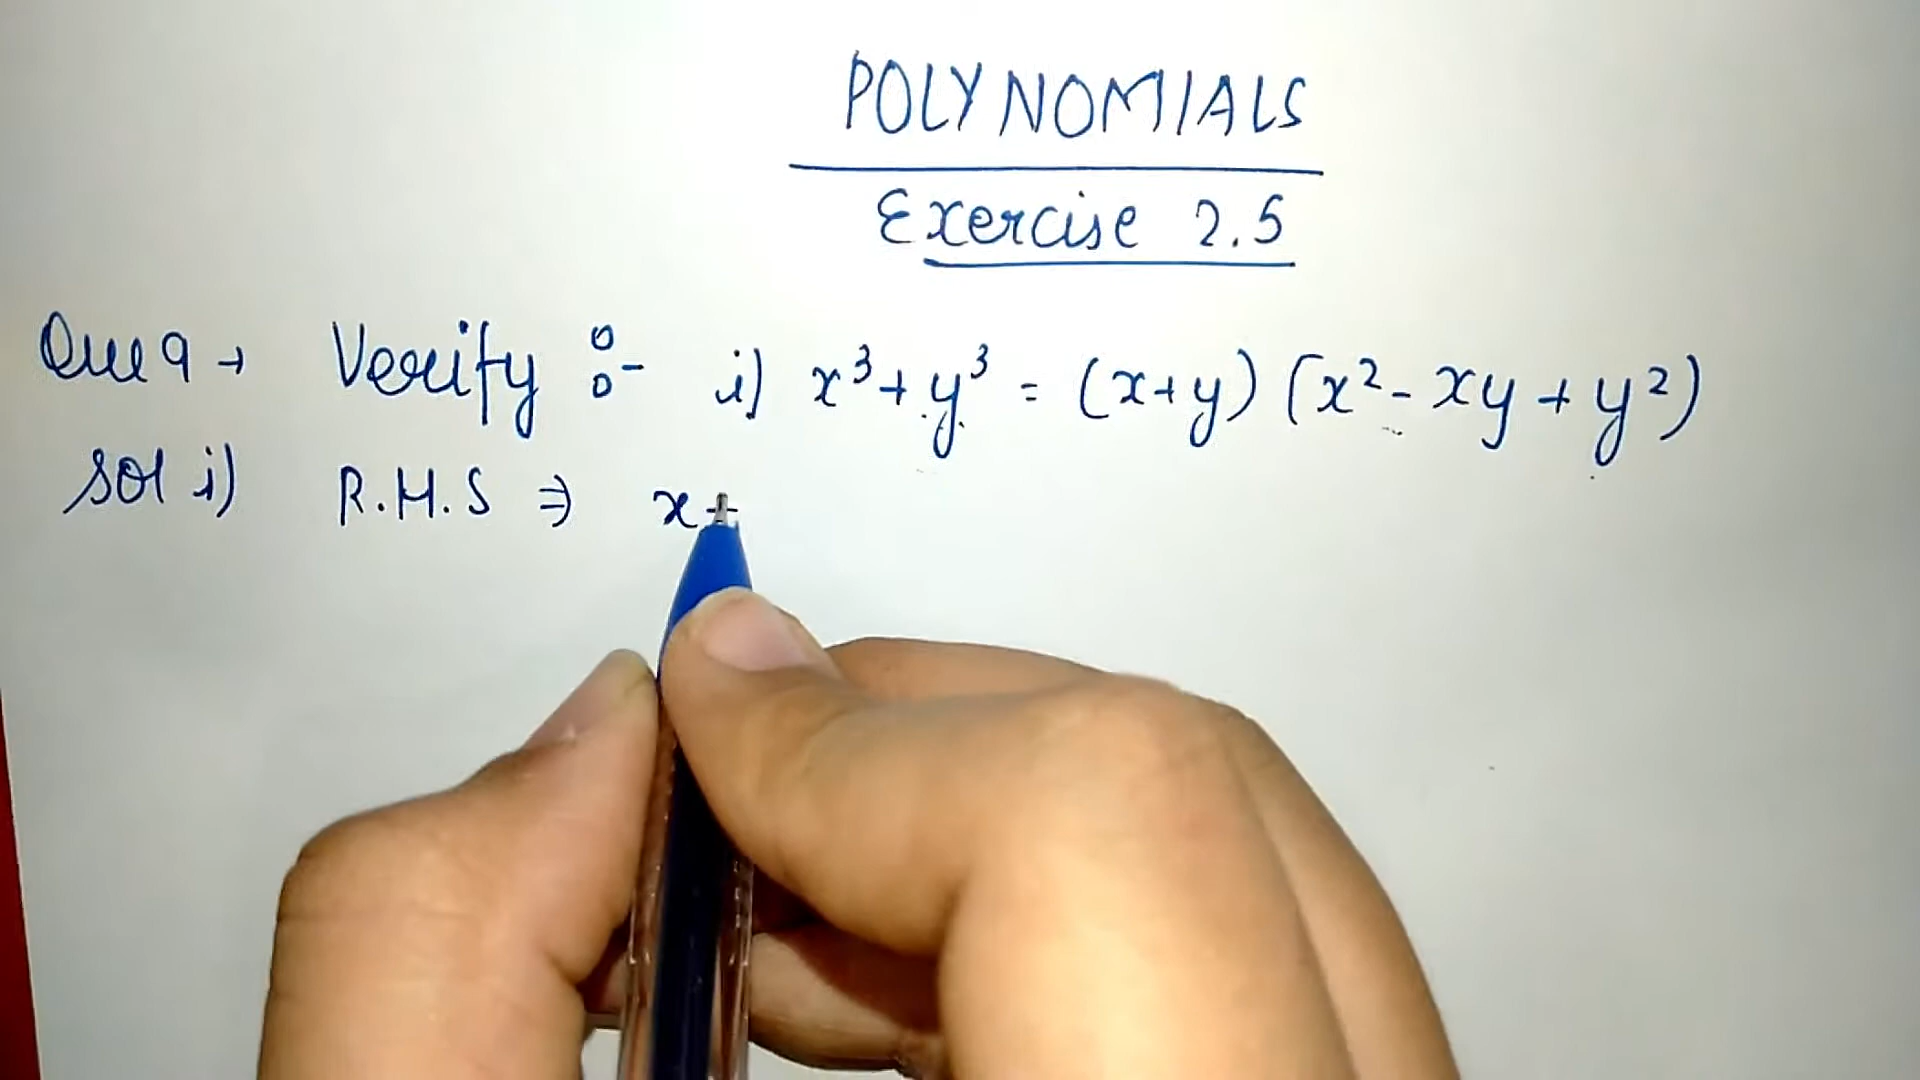 POLYNOMIALS
Exercise 2.5
Que 9 → Verify :- i) x³ + y³ = (x+y) (x² - xy + y²)
sol i) R.H.S ⇒ x +